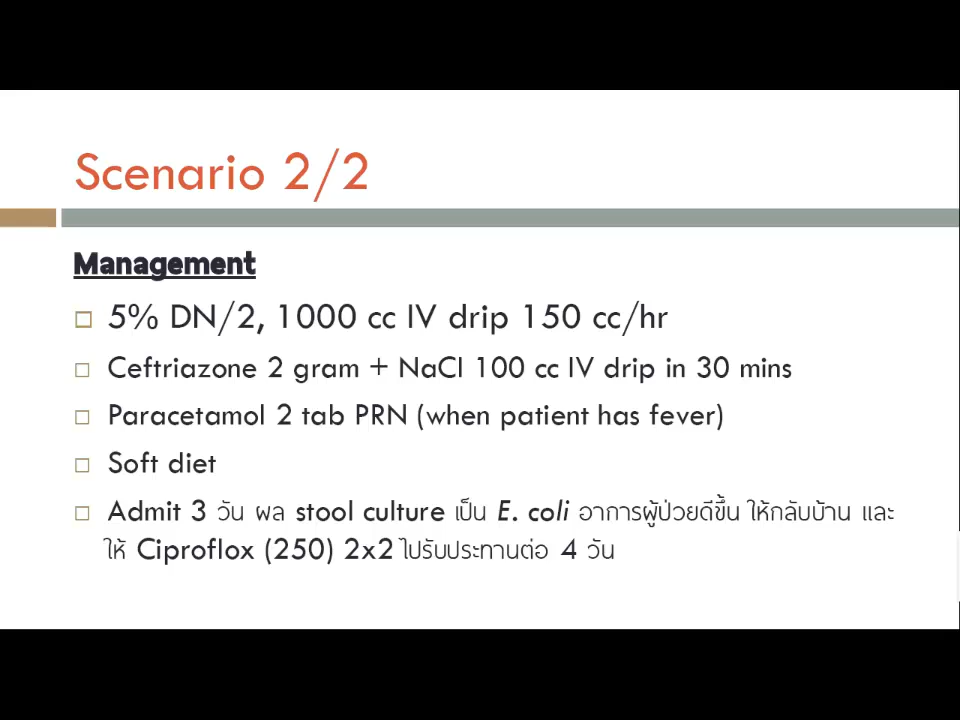 Scenario 2/2
Management
5% DN/2, 1000 cc IV drip 150 cc/hr
Ceftriazone 2 gram + NaCl 100 cc IV drip in 30 mins
Paracetamol 2 tab PRN (when patient has fever)
Soft diet
Admit 3 วัน ผล stool culture เป็น E. coli อาการผู้ป่วยดีขึ้น ให้กลับบ้าน และ
ให้ Ciproflox (250) 2x2 ไปรับประทานต่อ 4 วัน